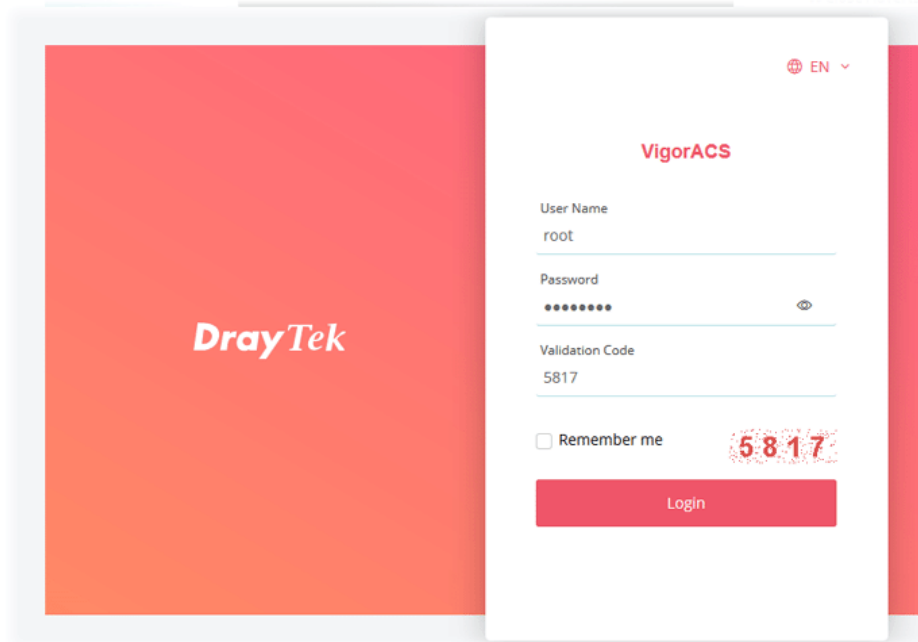 EN
VigorACS
User Name
root
Password
••••••••
Validation Code
5817
Remember me
5817
Login
DrayTek